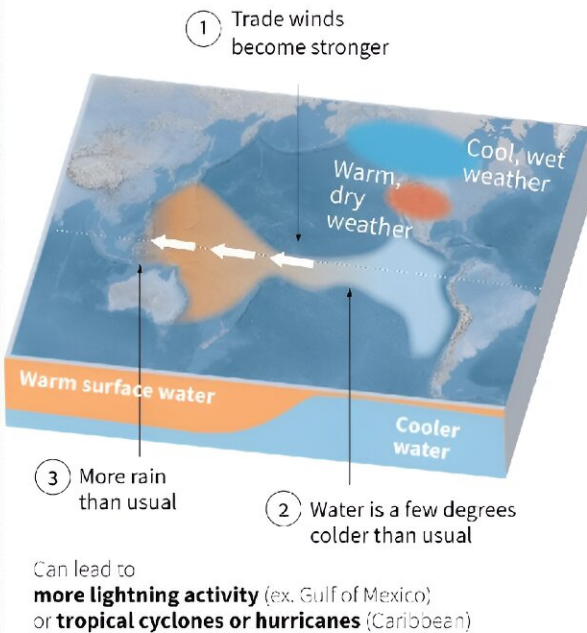 1 Trade winds
become stronger
Cool, wet
weather
Warm,
dry
weather
Warm surface water
Cooler
water
3 More rain
than usual
2 Water is a few degrees
colder than usual
Can lead to
more lightning activity (ex. Gulf of Mexico)
or tropical cyclones or hurricanes (Caribbean)